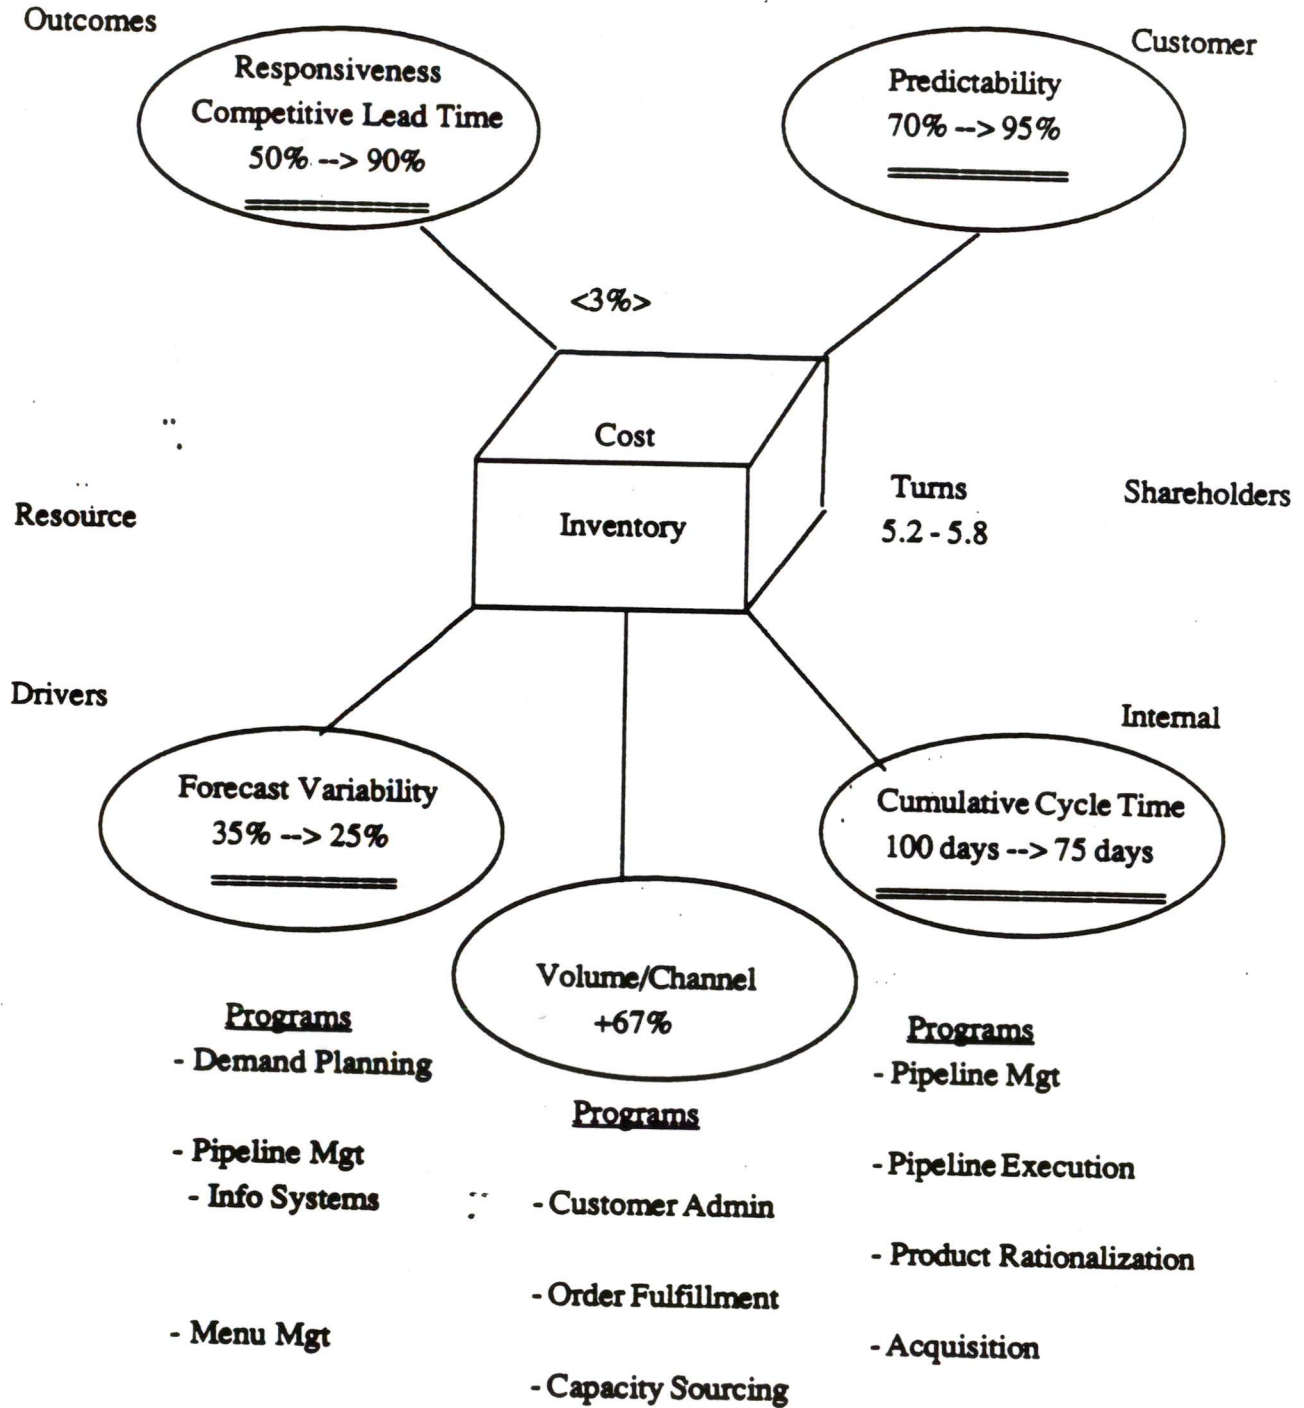 Outcomes
Customer
Responsiveness
Competitive Lead Time
50% --> 90%
Predictability
70% --> 95%
<3%>
Cost
Inventory
Turns
5.2 - 5.8
Resource
Shareholders
Drivers
Internal
Forecast Variability
35% --> 25%
Cumulative Cycle Time
100 days --> 75 days
Volume/Channel
+67%
Programs
- Demand Planning
- Pipeline Mgt
- Info Systems
- Menu Mgt
Programs
- Customer Admin
- Order Fulfillment
- Capacity Sourcing
Programs
- Pipeline Mgt
- Pipeline Execution
- Product Rationalization
- Acquisition